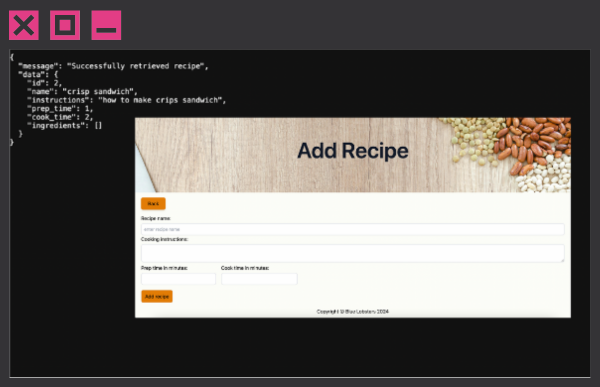 {
"message": "Successfully retrieved recipe",
"data": {
"id": 2,
"name": "crisp sandwich",
"instructions": "how to make crips sandwich",
"prep_time": 1,
"cook_time": 2,
"ingredients": []
}
}
Add Recipe
Back
Recipe name:
enter recipe name
Cooking instructions:
Prep time in minutes: Cook time in minutes:
Add recipe
Copyright © Blue Lobsters 2024